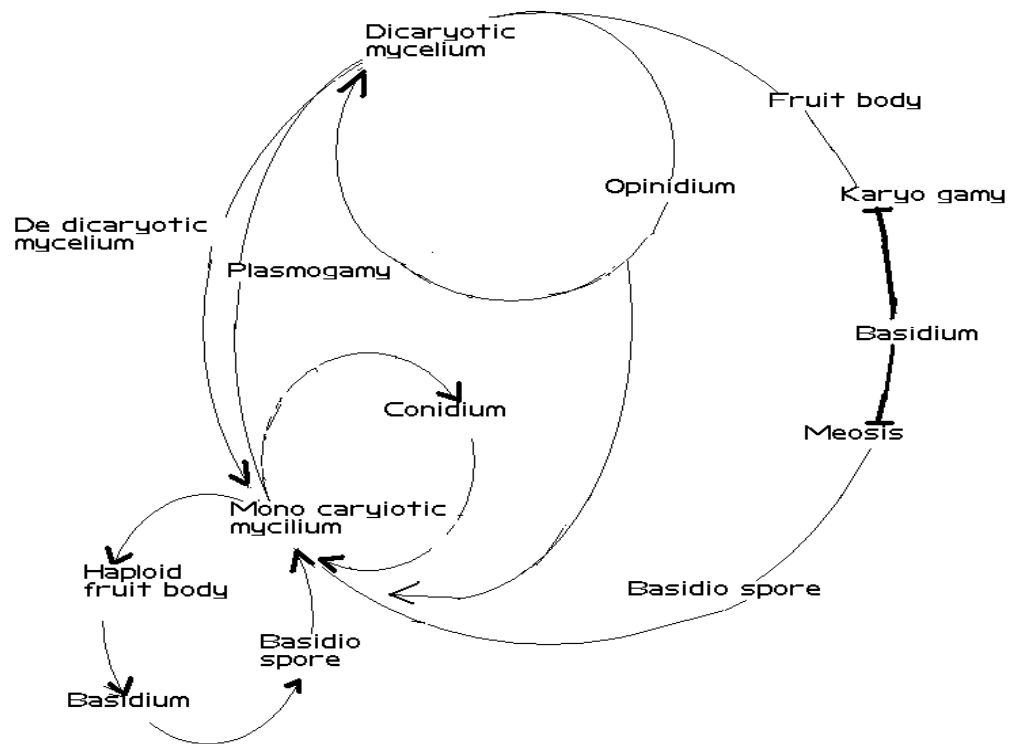 Dicaryotic
mycelium
Fruit body
Opinidium
Karyo gamy
De dicaryotic
mycelium
Plasmogamy
Basidium
Conidium
Meosis
Mono caryiotic
mycilium
Haploid
fruit body
Basidio spore
Basidio
spore
Basidium